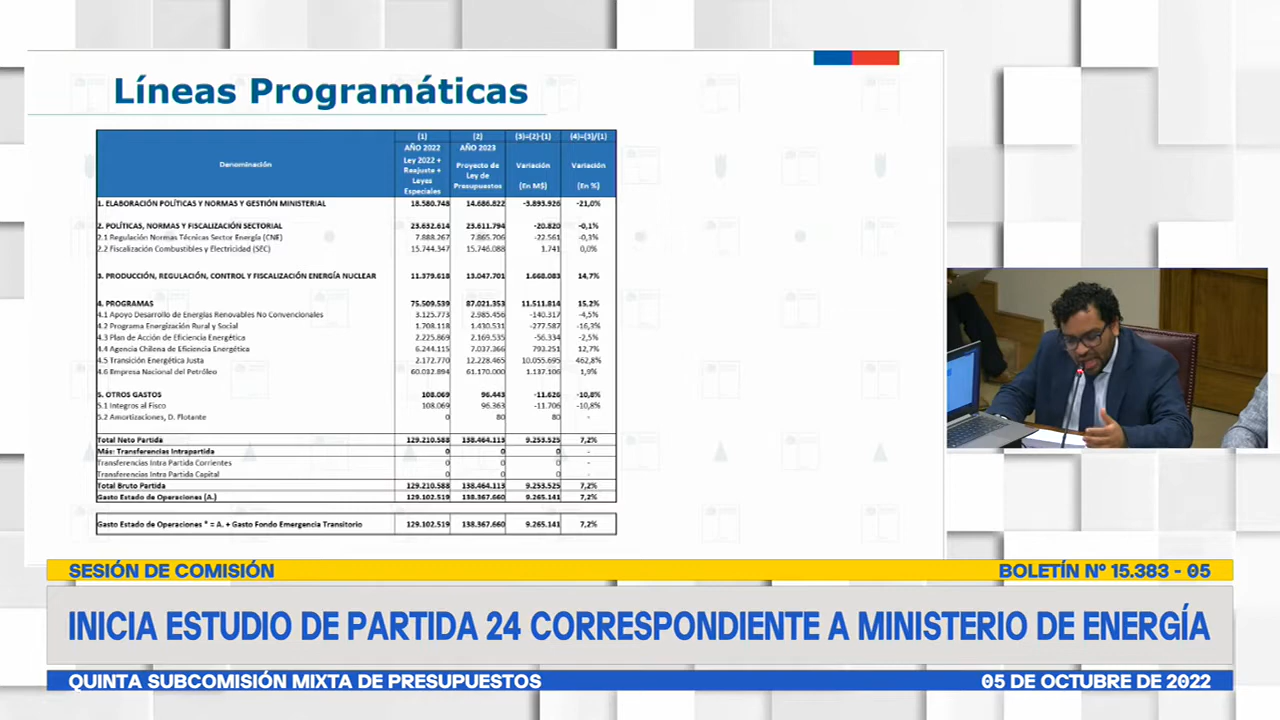 Líneas Programáticas
Denominación (1) (2) (3)=(2)-(1) (4)=(3)/(1)
AÑO 2022 AÑO 2023
Ley 2022 + Reajuste + Leyes Especiales Proyecto de Ley de Presupuestos Variación (En M$) Variación (En %)
1. ELABORACIÓN POLÍTICAS Y NORMAS Y GESTIÓN MINISTERIAL 18.580.748 14.686.822 -3.893.926 -21,0%
2. POLÍTICAS, NORMAS Y FISCALIZACIÓN SECTORIAL 23.632.614 23.611.794 -20.820 -0,1%
2.1 Regulación Normas Técnicas Sector Energía (CNE) 7.888.267 7.865.706 -22.561 -0,3%
2.2 Fiscalización Combustibles y Electricidad (SEC) 15.744.347 15.746.088 1.741 0,0%
3. PRODUCCIÓN, REGULACIÓN, CONTROL Y FISCALIZACIÓN ENERGÍA NUCLEAR 11.379.618 13.047.701 1.668.083 14,7%
4. PROGRAMAS 75.509.539 87.021.353 11.511.814 15,2%
4.1 Apoyo Desarrollo de Energías Renovables No Convencionales 3.125.773 2.985.456 -140.317 -4,5%
4.2 Programa Energización Rural y Social 1.708.118 1.430.531 -277.587 -16,3%
4.3 Plan de Acción de Eficiencia Energética 2.225.869 2.169.535 -56.334 -2,5%
4.4 Agencia Chilena de Eficiencia Energética 6.244.115 7.037.366 793.251 12,7%
4.5 Transición Energética Justa 2.172.770 12.228.465 10.055.695 462,8%
4.6 Empresa Nacional del Petróleo 60.032.894 61.170.000 1.137.106 1,9%
5. OTROS GASTOS 108.069 96.443 -11.626 -10,8%
5.1 Integros al Fisco 108.069 96.363 -11.706 -10,8%
5.2 Amortizaciones, D. Flotante 0 80 80 -
Total Neto Partida 129.210.588 138.464.113 9.253.525 7,2%
Más: Transferencias Intrapartida 0 0 0 -
Transferencias Intra Partida Corrientes 0 0 0 -
Transferencias Intra Partida Capital 0 0 0 -
Total Bruto Partida 129.210.588 138.464.113 9.253.525 7,2%
Gasto Estado de Operaciones (A.) 129.102.519 138.367.660 9.265.141 7,2%
Gasto Estado de Operaciones * = A. + Gasto Fondo Emergencia Transitorio 129.102.519 138.367.660 9.265.141 7,2%
SESIÓN DE COMISIÓN BOLETÍN Nº 15.383 - 05
INICIA ESTUDIO DE PARTIDA 24 CORRESPONDIENTE A MINISTERIO DE ENERGÍA
QUINTA SUBCOMISIÓN MIXTA DE PRESUPUESTOS 05 DE OCTUBRE DE 2022